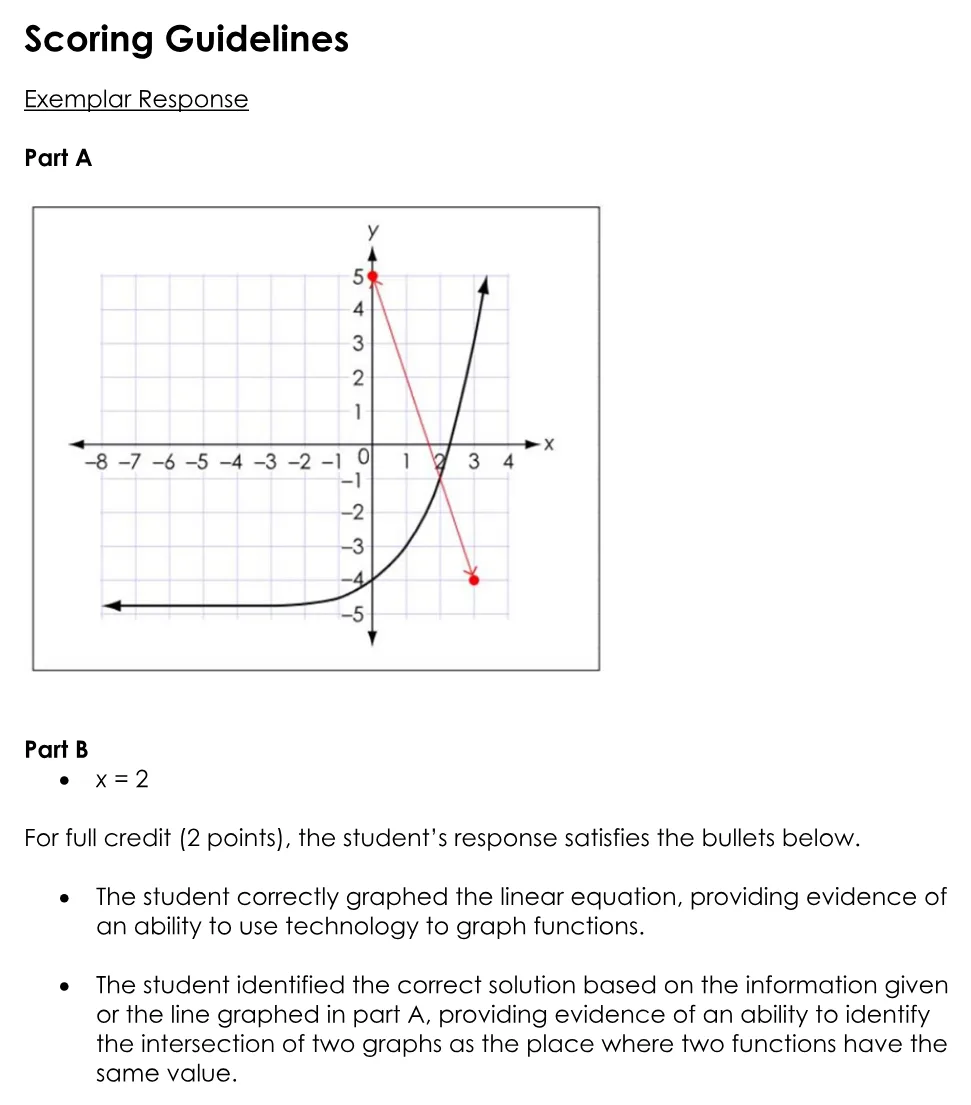 Scoring Guidelines
Exemplar Response
Part A
y
5
4
3
2
1
x
–8 –7 –6 –5 –4 –3 –2 –1 0 1 2 3 4
–1
–2
–3
–4
–5
Part B
• x = 2
For full credit (2 points), the student’s response satisfies the bullets below.
• The student correctly graphed the linear equation, providing evidence of
an ability to use technology to graph functions.
• The student identified the correct solution based on the information given
or the line graphed in part A, providing evidence of an ability to identify
the intersection of two graphs as the place where two functions have the
same value.